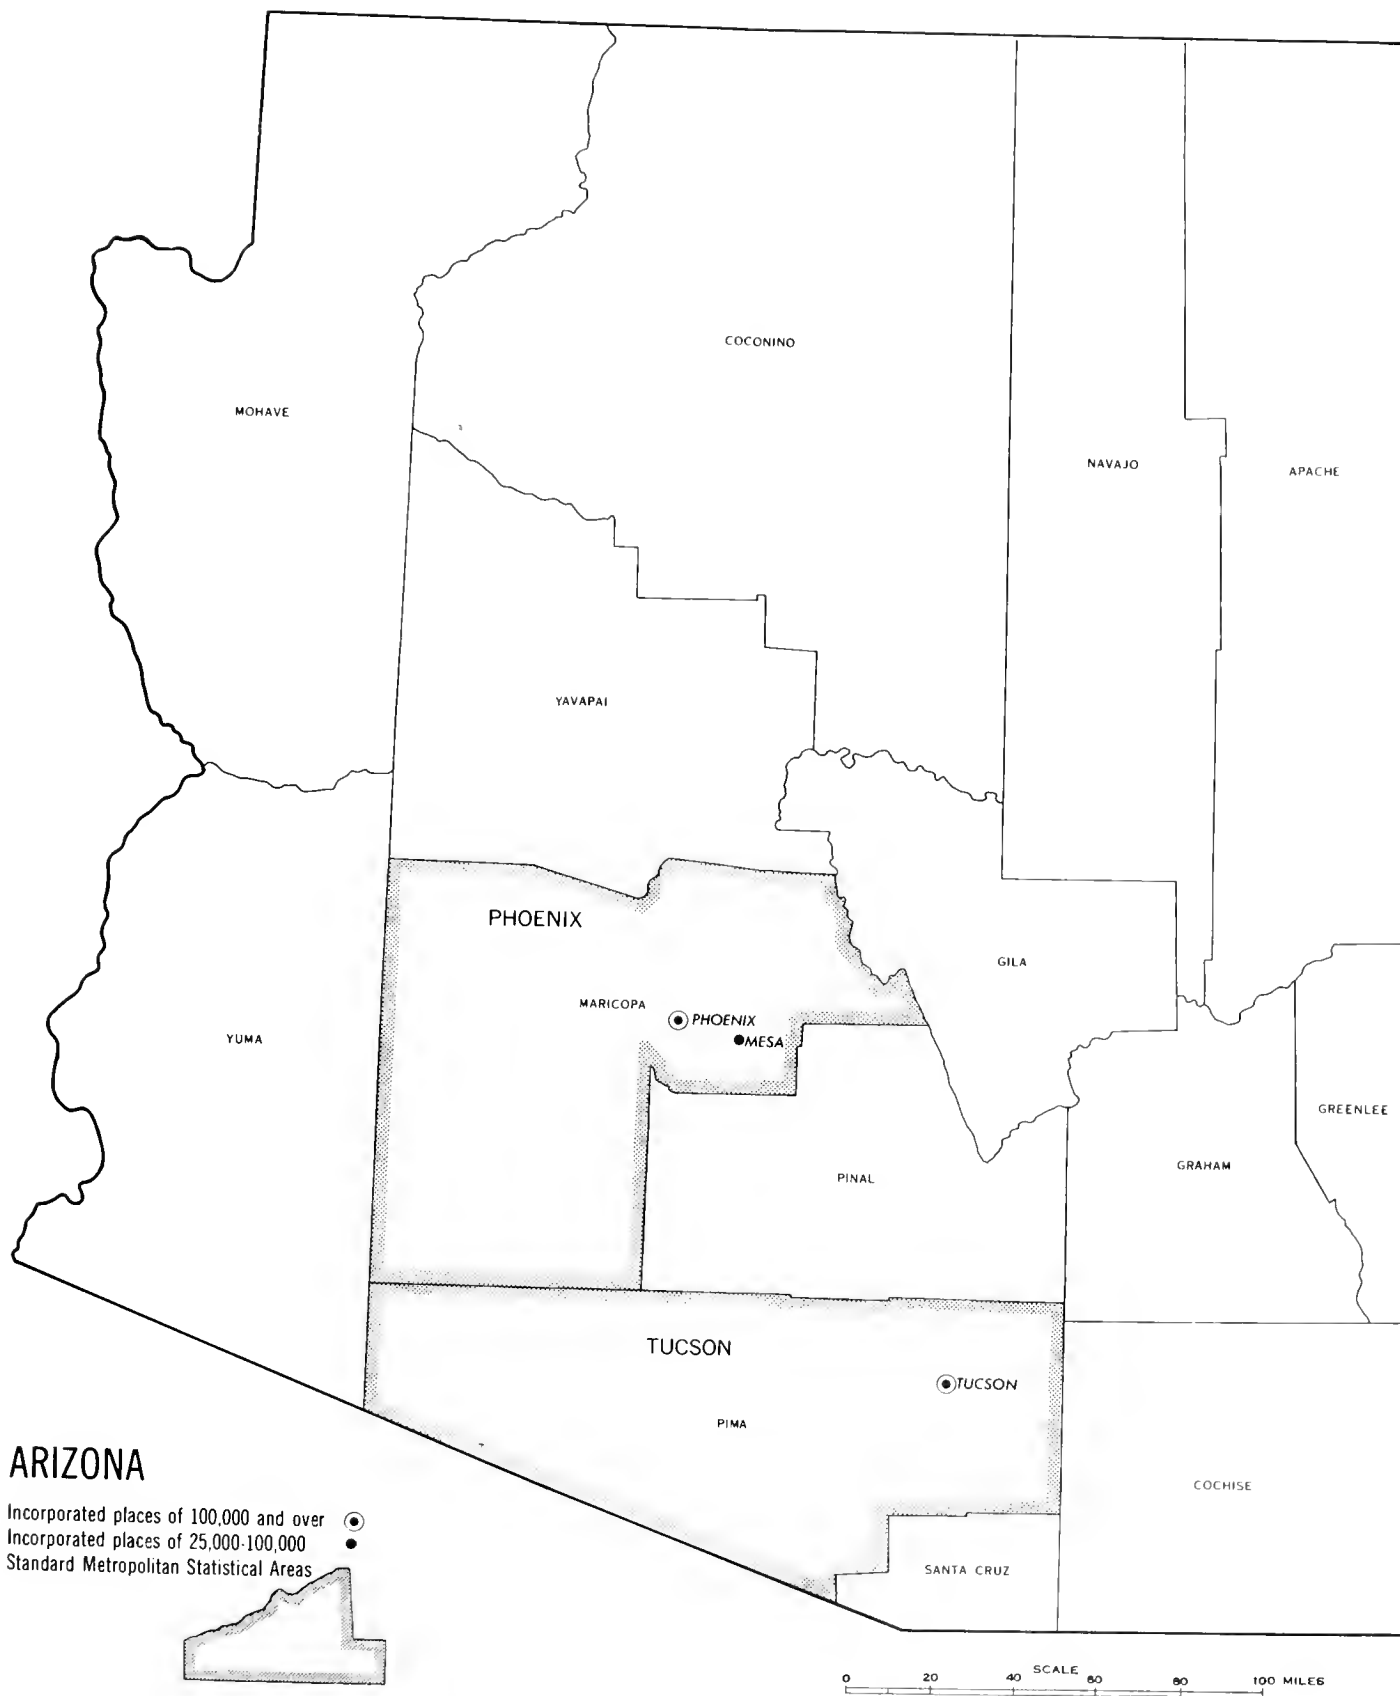 COCONINO
MOHAVE
NAVAJO
APACHE
YAVAPAI
PHOENIX
GILA
MARICOPA
PHOENIX
YUMA
MESA
GREENLEE
GRAHAM
PINAL
TUCSON
TUCSON
PIMA
ARIZONA
COCHISE
Incorporated places of 100,000 and over
Incorporated places of 25,000-100,000
Standard Metropolitan Statistical Areas
SANTA CRUZ
SCALE
0 20 40 60 80 100 MILES